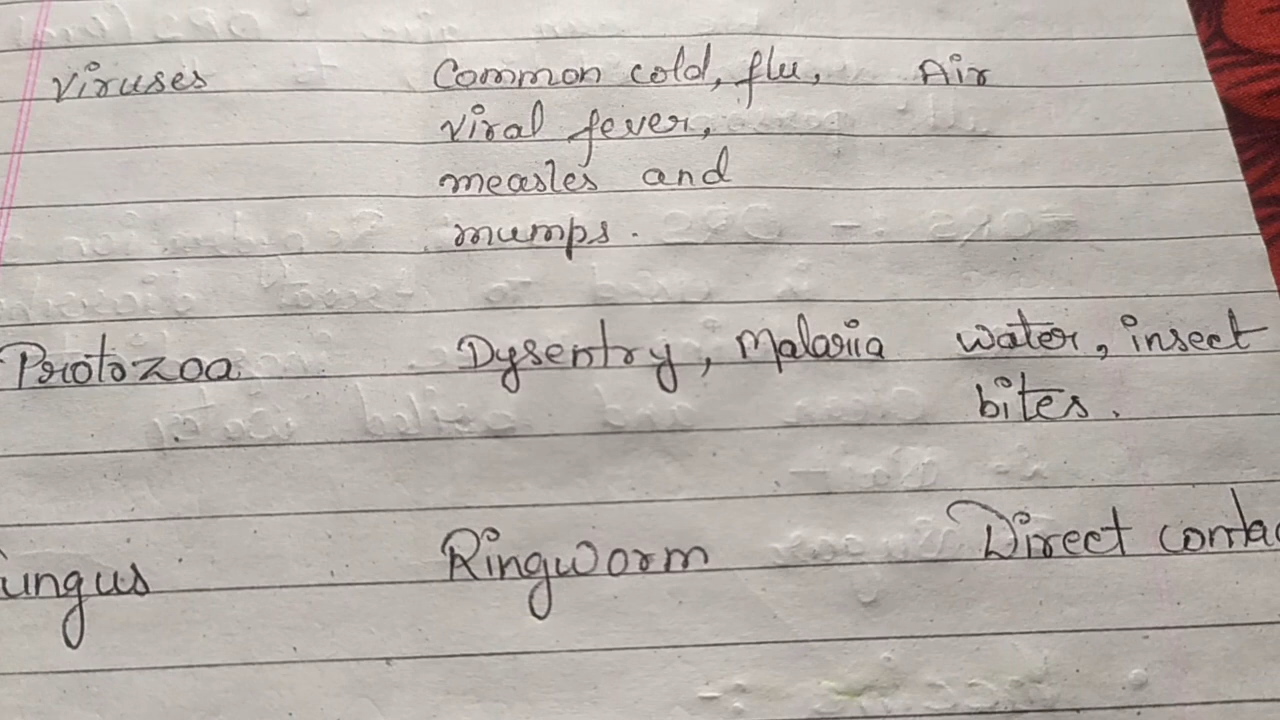 Viruses Common cold, flu, Air
viral fever,
measles and
mumps.
Protozoa Dysentry, Malaria water, insect
bites.
ungus Ringworm Direct contac